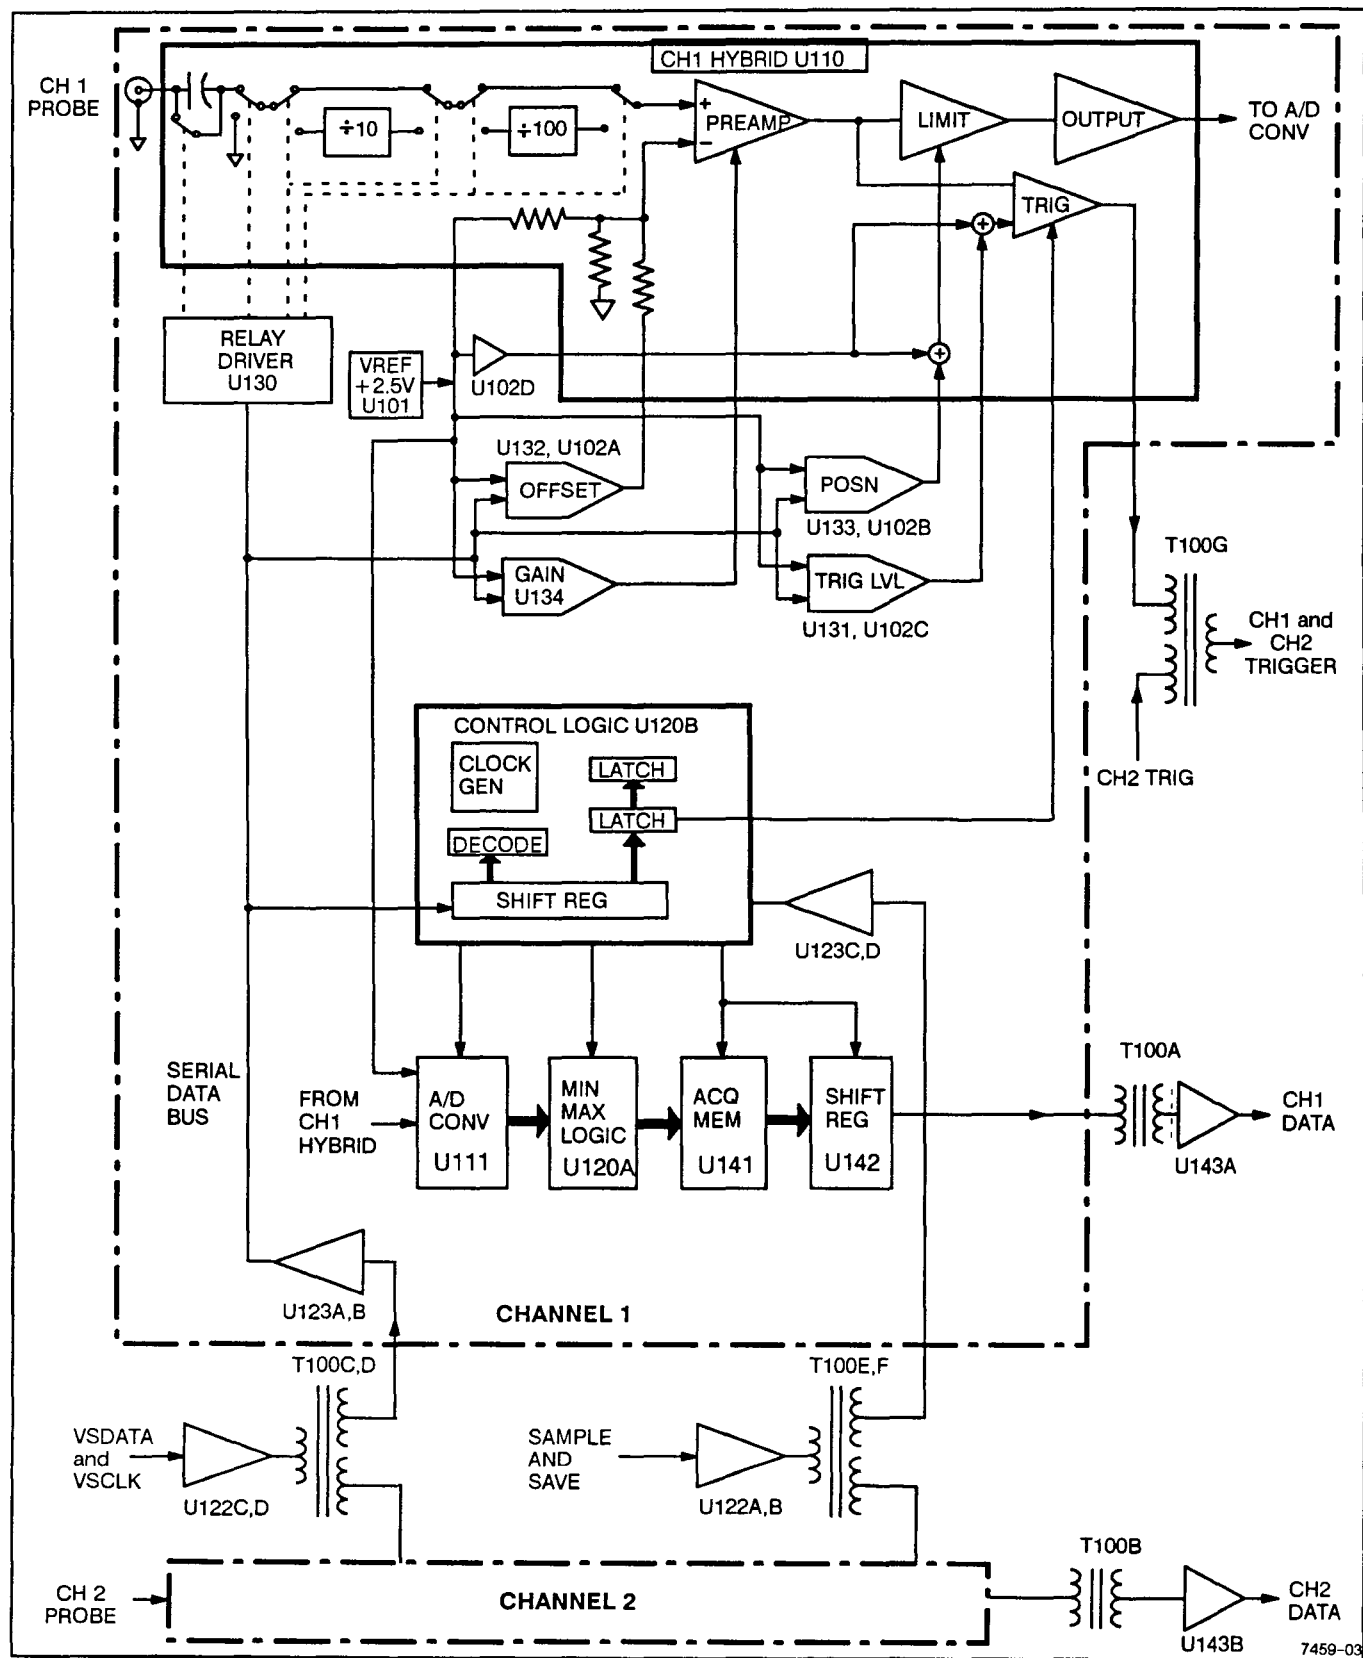 CH1 HYBRID U110
CH 1
PROBE
÷10
÷100
+
−
PREAMP
LIMIT
OUTPUT
TO A/D
CONV
TRIG
+
RELAY
DRIVER
U130
VREF
+2.5V
U101
U102D
+
U132, U102A
OFFSET
POSN
U133, U102B
GAIN
U134
TRIG LVL
U131, U102C
T100G
CH1 and
CH2
TRIGGER
CH2 TRIG
CONTROL LOGIC U120B
CLOCK
GEN
LATCH
LATCH
DECODE
SHIFT REG
U123C,D
SERIAL
DATA
BUS
FROM
CH1
HYBRID
A/D
CONV
U111
MIN
MAX
LOGIC
U120A
ACQ
MEM
U141
SHIFT
REG
U142
T100A
CH1
DATA
U143A
U123A,B
CHANNEL 1
T100C,D
T100E,F
VSDATA
and
VSCLK
U122C,D
SAMPLE
AND
SAVE
U122A,B
CH 2
PROBE
CHANNEL 2
T100B
CH2
DATA
U143B
7459-03